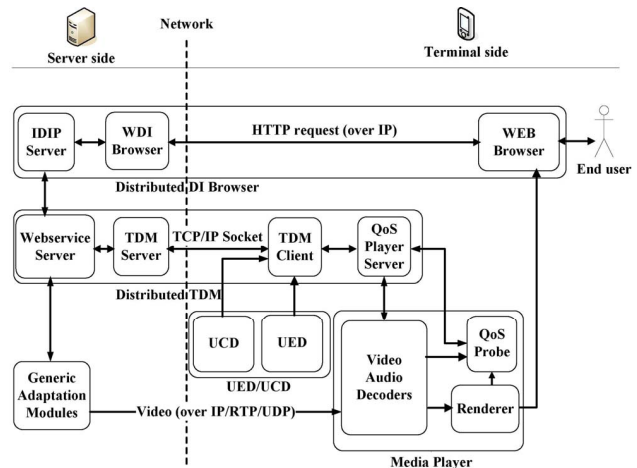 Network
Server side
Terminal side
IDIP
Server
WDI
Browser
HTTP request (over IP)
WEB
Browser
End user
Distributed DI Browser
Webservice
Server
TDM
Server
TCP/IP Socket
TDM
Client
QoS
Player
Server
Distributed TDM
UCD
UED
UED/UCD
Video
Audio
Decoders
QoS
Probe
Renderer
Generic
Adaptation
Modules
Video (over IP/RTP/UDP)
Media Player